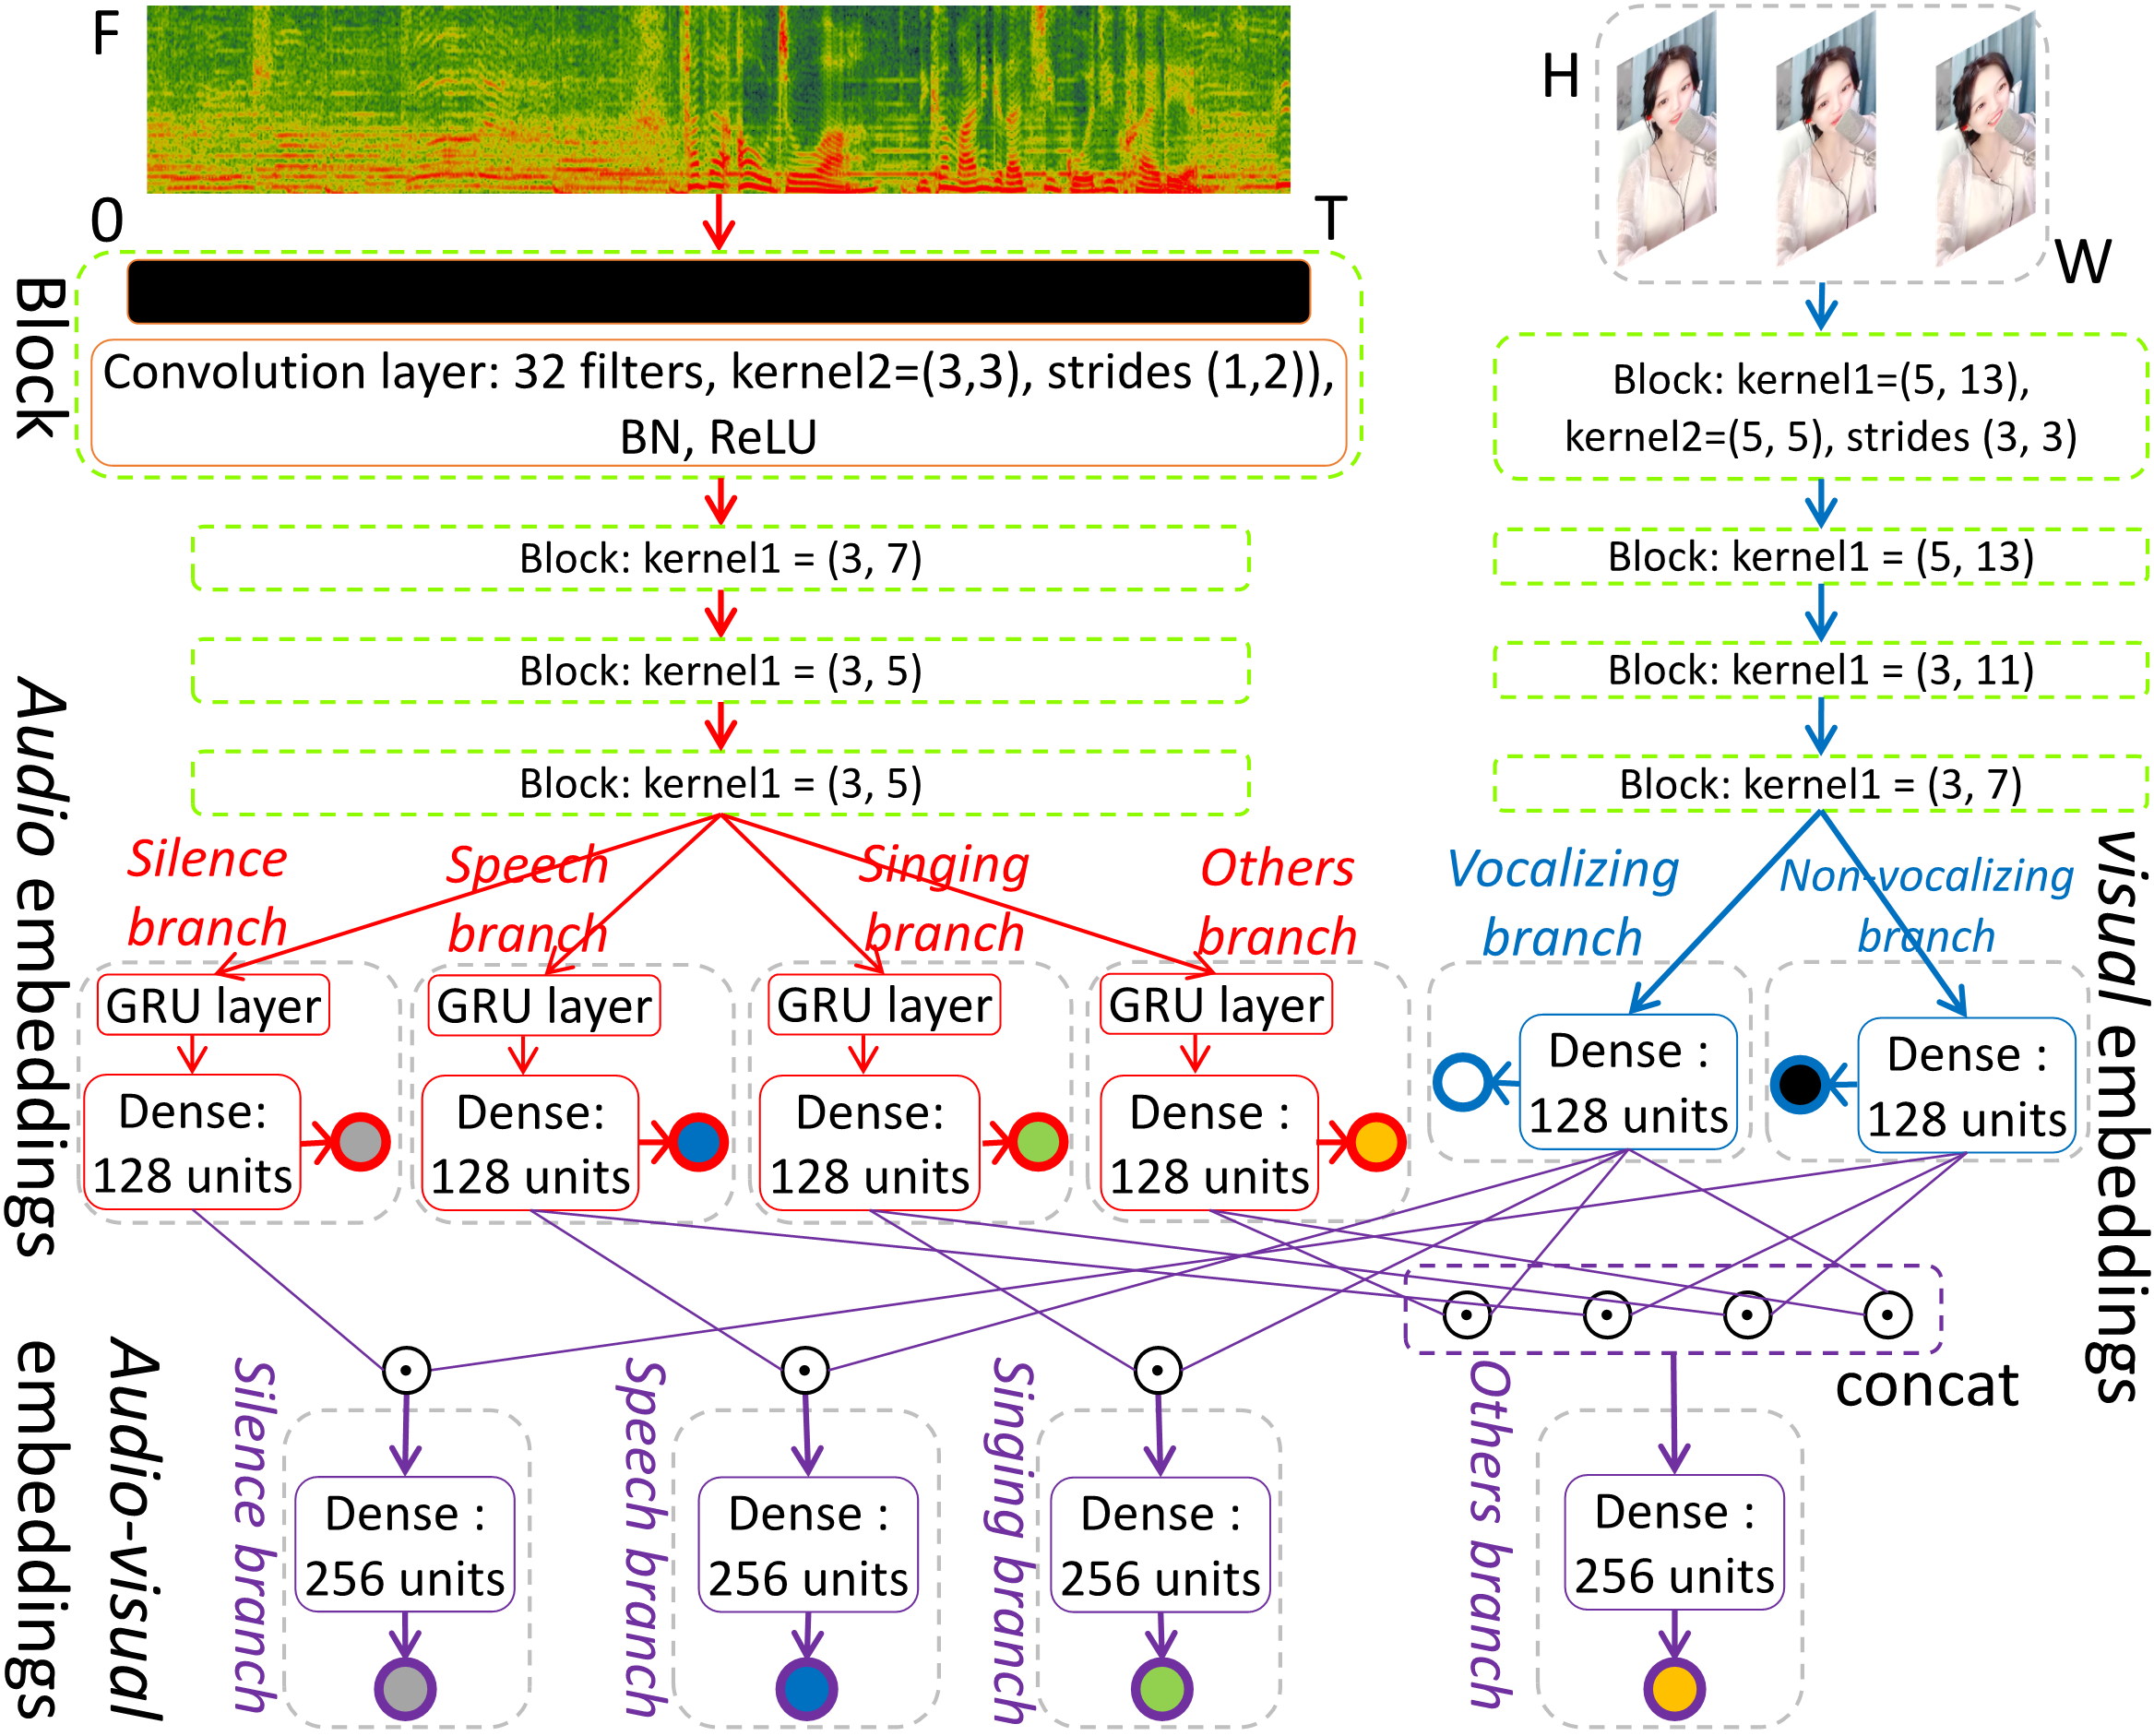 F
0
T
H
W
Block
Convolution layer: 32 filters, kernel2=(3,3), strides (1,2)),
BN, ReLU
Block: kernel1 = (3, 7)
Block: kernel1 = (3, 5)
Block: kernel1 = (3, 5)
Block: kernel1=(5, 13),
kernel2=(5, 5), strides (3, 3)
Block: kernel1 = (5, 13)
Block: kernel1 = (3, 11)
Block: kernel1 = (3, 7)
Audio embeddings
Silence
branch
Speech
branch
Singing
branch
Others
branch
Vocalizing
branch
Non-vocalizing
branch
visual embeddings
GRU layer
GRU layer
GRU layer
GRU layer
Dense:
128 units
Dense:
128 units
Dense:
128 units
Dense:
128 units
Dense :
128 units
Dense :
128 units
concat
Audio-visual
embeddings
Silence branch
Speech branch
Singing branch
Others branch
Dense :
256 units
Dense :
256 units
Dense :
256 units
Dense :
256 units